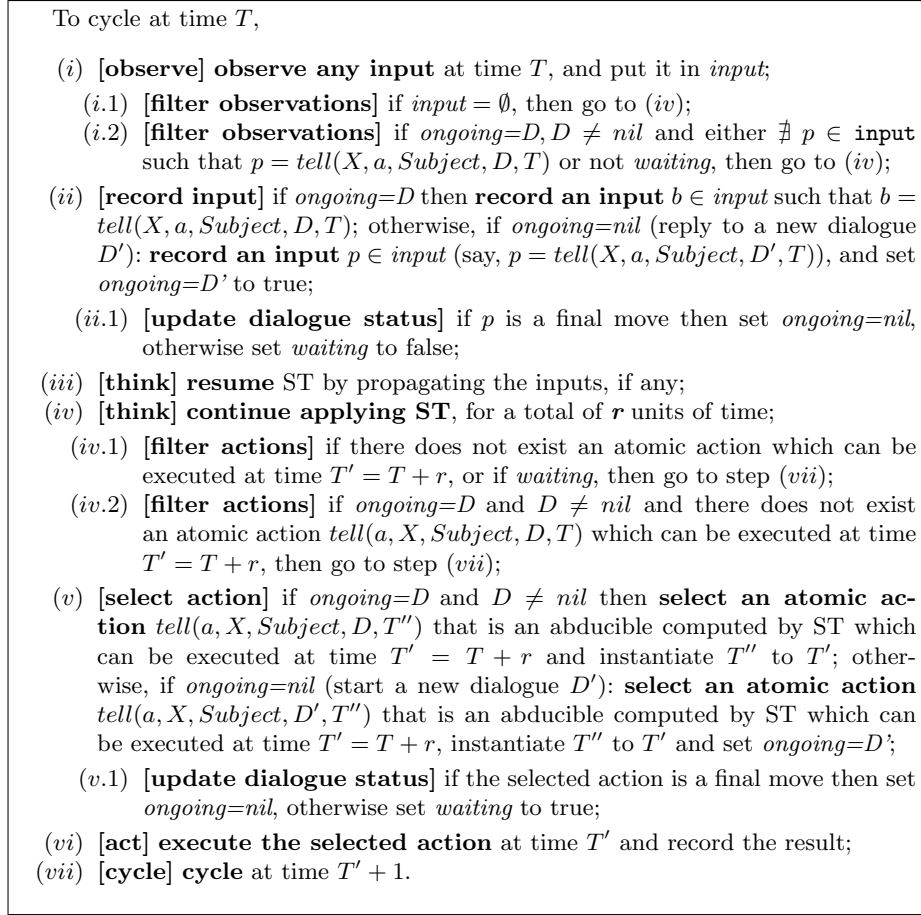 To cycle at time T,
(i) [observe] observe any input at time T, and put it in input;
(i.1) [filter observations] if input = ∅, then go to (iv);
(i.2) [filter observations] if ongoing=D, D ≠ nil and either ∄ p ∈ input
such that p = tell(X, a, Subject, D, T) or not waiting, then go to (iv);
(ii) [record input] if ongoing=D then record an input b ∈ input such that b =
tell(X, a, Subject, D, T); otherwise, if ongoing=nil (reply to a new dialogue
D′): record an input p ∈ input (say, p = tell(X, a, Subject, D′, T)), and set
ongoing=D' to true;
(ii.1) [update dialogue status] if p is a final move then set ongoing=nil,
otherwise set waiting to false;
(iii) [think] resume ST by propagating the inputs, if any;
(iv) [think] continue applying ST, for a total of r units of time;
(iv.1) [filter actions] if there does not exist an atomic action which can be
executed at time T′ = T + r, or if waiting, then go to step (vii);
(iv.2) [filter actions] if ongoing=D and D ≠ nil and there does not exist
an atomic action tell(a, X, Subject, D, T) which can be executed at time
T′ = T + r, then go to step (vii);
(v) [select action] if ongoing=D and D ≠ nil then select an atomic ac-
tion tell(a, X, Subject, D, T″) that is an abducible computed by ST which
can be executed at time T′ = T + r and instantiate T″ to T′; other-
wise, if ongoing=nil (start a new dialogue D′): select an atomic action
tell(a, X, Subject, D′, T″) that is an abducible computed by ST which can
be executed at time T′ = T + r, instantiate T″ to T′ and set ongoing=D';
(v.1) [update dialogue status] if the selected action is a final move then set
ongoing=nil, otherwise set waiting to true;
(vi) [act] execute the selected action at time T′ and record the result;
(vii) [cycle] cycle at time T′ + 1.